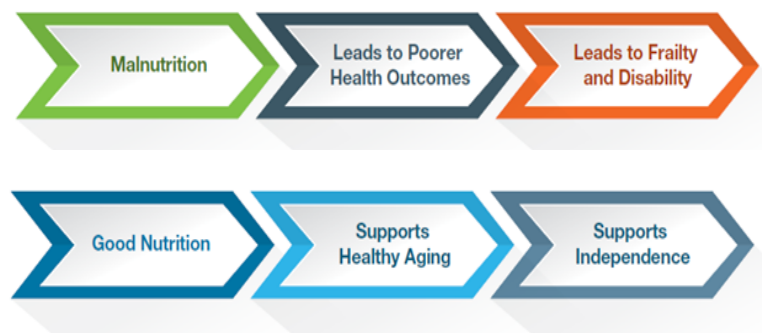 Malnutrition
Leads to Poorer
Health Outcomes
Leads to Frailty
and Disability
Good Nutrition
Supports
Healthy Aging
Supports
Independence